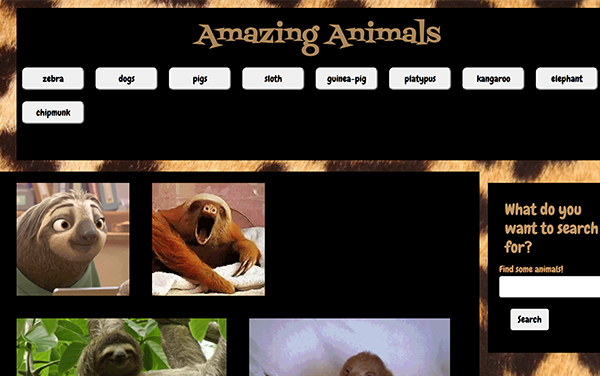 Amazing Animals
zebra dogs pigs sloth guinea-pig platypus kangaroo elephant
chipmunk
What do you
want to search
for?
Find some animals!
Search